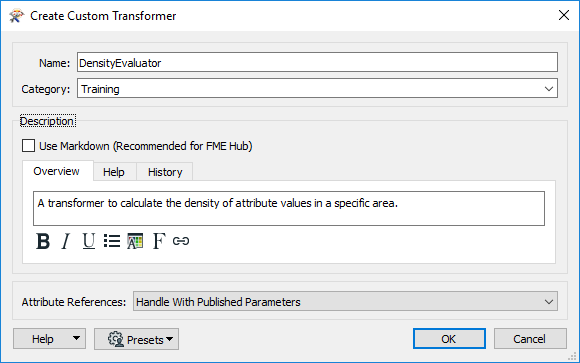 Create Custom Transformer
Name: DensityEvaluator
Category: Training
Description
Use Markdown (Recommended for FME Hub)
Overview Help History
A transformer to calculate the density of attribute values in a specific area.
B I U A F
Attribute References: Handle With Published Parameters
Help Presets OK Cancel